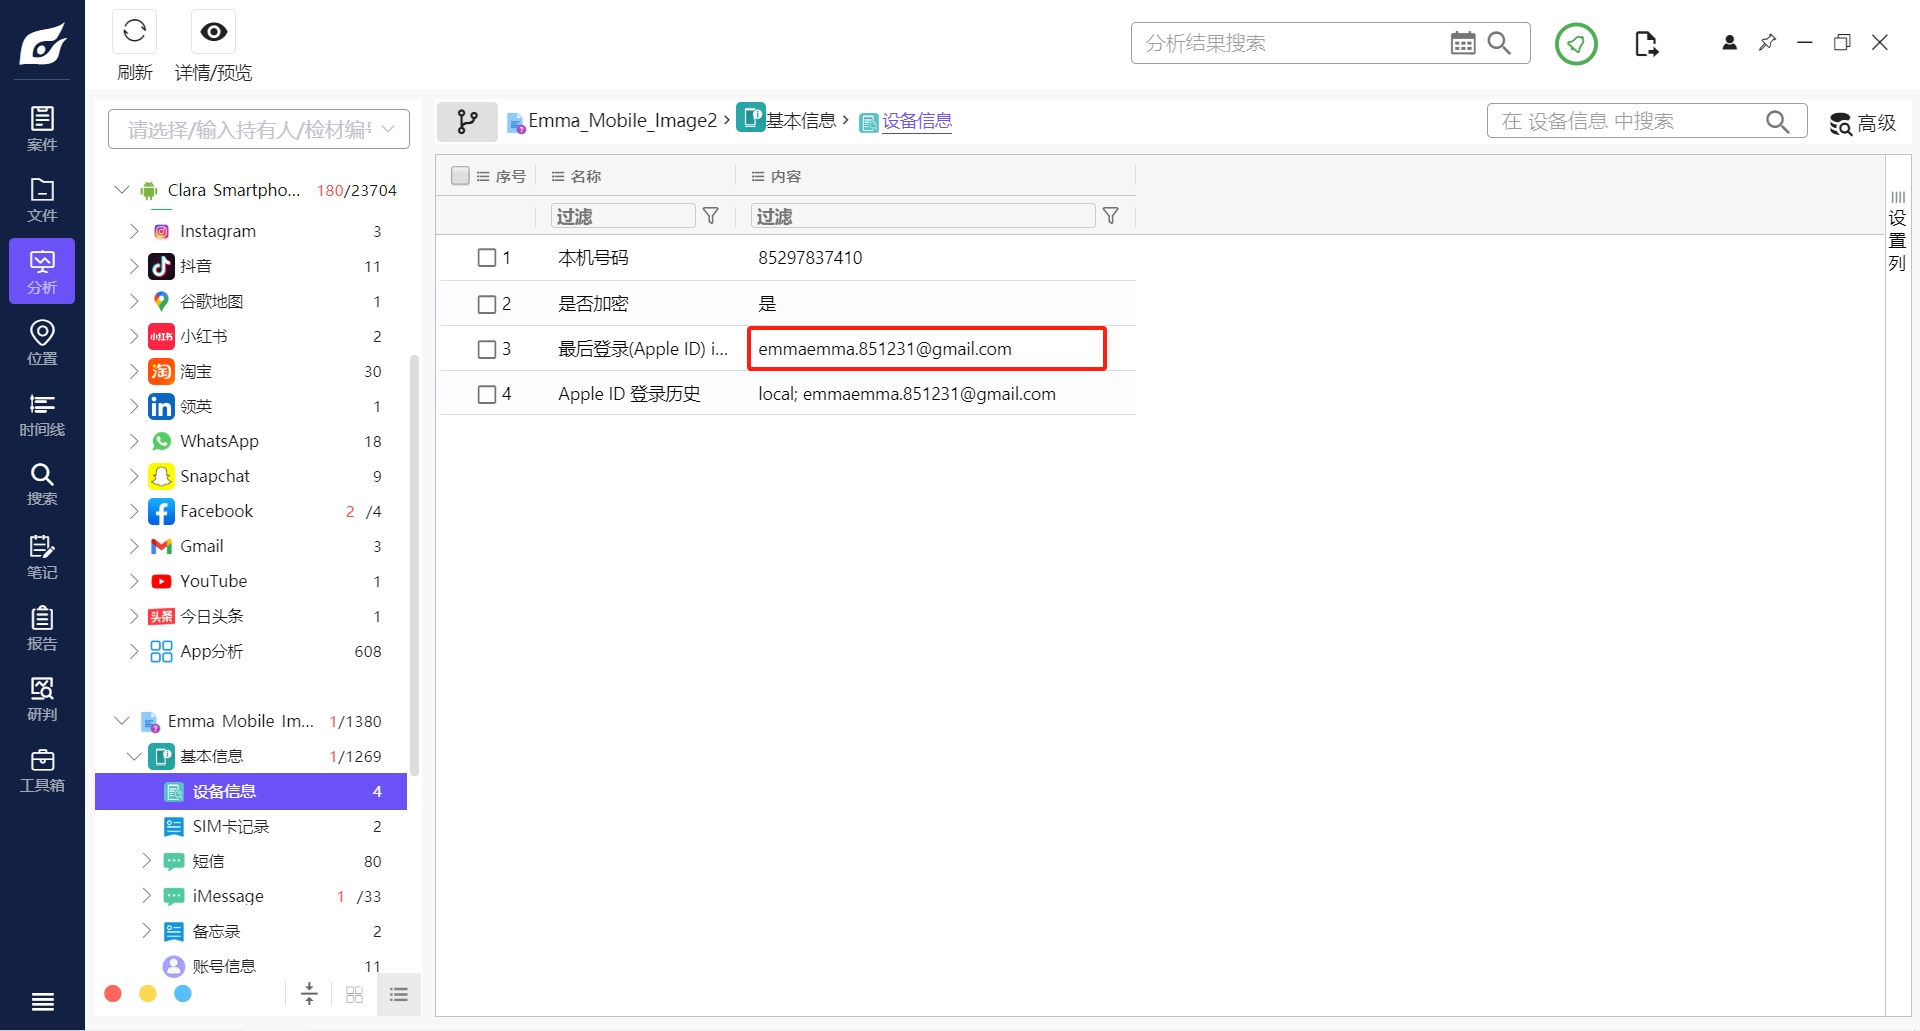 刷新
详情/预览
分析结果搜索
案件
文件
分析
位置
时间线
搜索
笔记
报告
研判
工具箱
请选择/输入持有人/检材编号
Clara Smartpho... 180/23704
Instagram 3
抖音 11
谷歌地图 1
小红书 2
淘宝 30
领英 1
WhatsApp 18
Snapchat 9
Facebook 2 /4
Gmail 3
YouTube 1
头条 今日头条 1
App分析 608
Emma Mobile Im... 1/1380
基本信息 1/1269
设备信息 4
SIM卡记录 2
短信 80
iMessage 1 /33
备忘录 2
账号信息 11
Emma_Mobile_Image2 › 基本信息 › 设备信息
在 设备信息 中搜索
高级
序号 名称 内容
过滤 过滤
1 本机号码 85297837410
2 是否加密 是
3 最后登录(Apple ID) i... emmaemma.851231@gmail.com
4 Apple ID 登录历史 local; emmaemma.851231@gmail.com
设置列